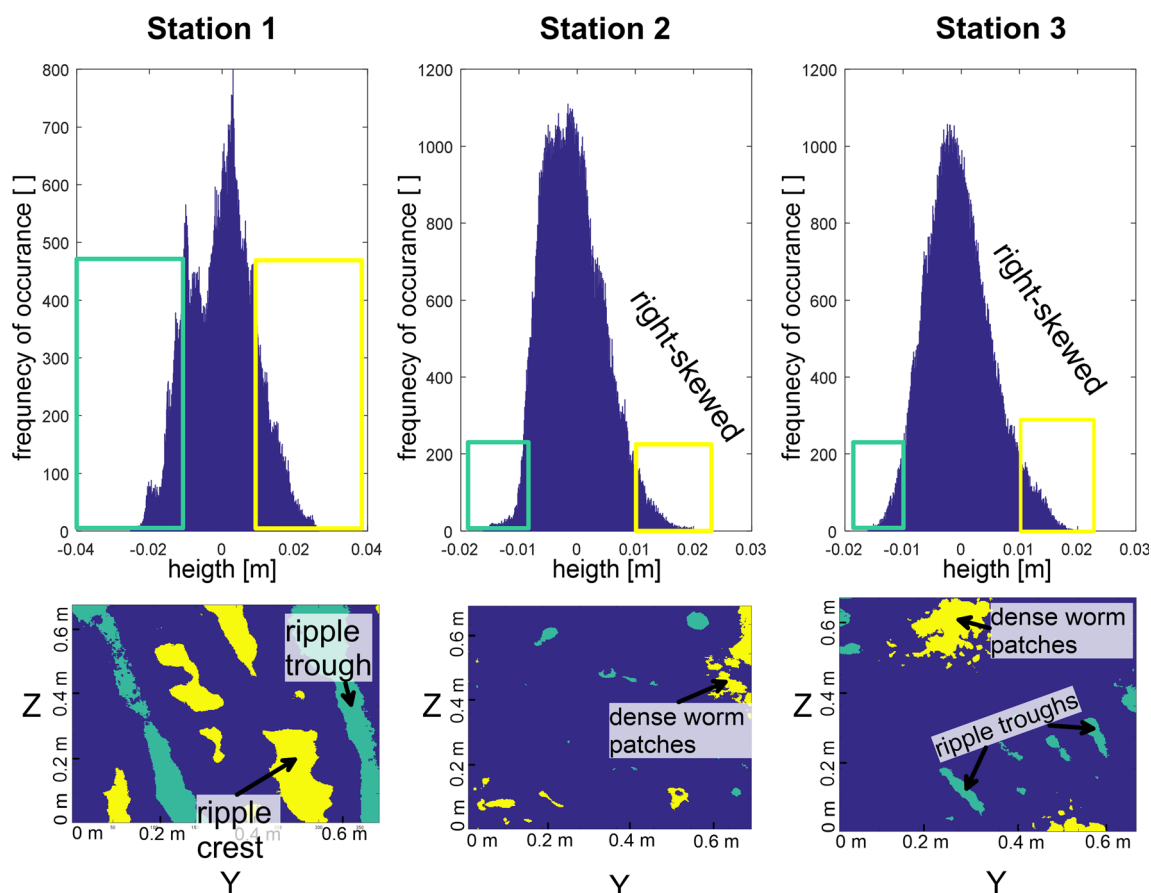 Station 1
Station 2
Station 3
frequnecy of occurance [ ]
800
700
600
500
400
300
200
100
0
-0.04
-0.02
0
0.02
0.04
heigth [m]
frequnecy of occurance [ ]
1200
1000
800
600
400
200
0
-0.02
-0.01
0
0.01
0.02
0.03
heigth [m]
right-skewed
frequnecy of occurance [ ]
1200
1000
800
600
400
200
0
-0.02
-0.01
0
0.01
0.02
0.03
heigth [m]
right-skewed
Z
0.6 m
0.4 m
0.2 m
0 m
ripple
trough
ripple
crest
0 m
0.2 m
0.4 m
0.6 m
Y
Z
0.6 m
0.4 m
0.2 m
0 m
dense worm
patches
0 m
0.2 m
0.4 m
0.6 m
Y
Z
0.6 m
0.4 m
0.2 m
0 m
dense worm
patches
ripple troughs
0 m
0.2 m
0.4 m
0.6 m
Y